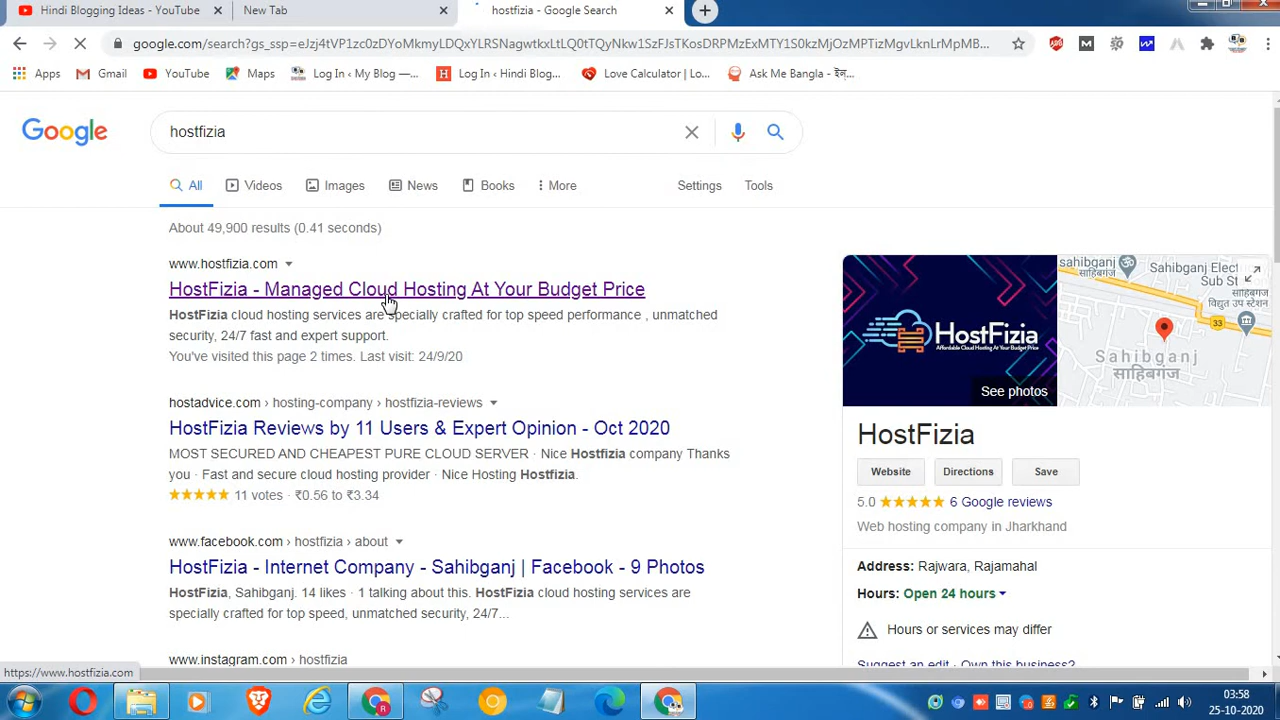 Hindi Blogging Ideas - YouTube
New Tab
hostfizia - Google Search
Apps
Gmail
YouTube
Maps
Log In ‹ My Blog —...
Log In ‹ Hindi Blog...
Love Calculator | Lo...
Google
hostfizia
All
Videos
Images
News
Books
More
Settings
Tools
About 49,900 results (0.41 seconds)
www.hostfizia.com
HostFizia - Managed Cloud Hosting At Your Budget Price
HostFizia cloud hosting services are specially crafted for top speed performance , unmatched
security, 24/7 fast and expert support.
You've visited this page 2 times. Last visit: 24/9/20
hostadvice.com › hosting-company › hostfizia-reviews
HostFizia Reviews by 11 Users & Expert Opinion - Oct 2020
MOST SECURED AND CHEAPEST PURE CLOUD SERVER · Nice Hostfizia company Thanks
you · Fast and secure cloud hosting provider · Nice Hosting Hostfizia.
11 votes · ₹0.56 to ₹3.34
www.facebook.com › hostfizia › about
HostFizia - Internet Company - Sahibganj | Facebook - 9 Photos
HostFizia, Sahibganj. 14 likes · 1 talking about this. HostFizia cloud hosting services are
specially crafted for top speed, unmatched security, 24/7...
www.instagram.com › hostfizia
HostFizia
Affordable Cloud Hosting At Your Budget Price
See photos
sahibganj
साहिबगंज
Sahibganj Elect
Sub St
विद्युत उप स्टेशन
33
Sahibganj
साहिबगंज
HostFizia
Website
Directions
Save
5.0
6 Google reviews
Web hosting company in Jharkhand
Address: Rajwara, Rajamahal
Hours: Open 24 hours
Hours or services may differ
Suggest an edit · Own this business?
https://www.hostfizia.com
03:58
25-10-2020